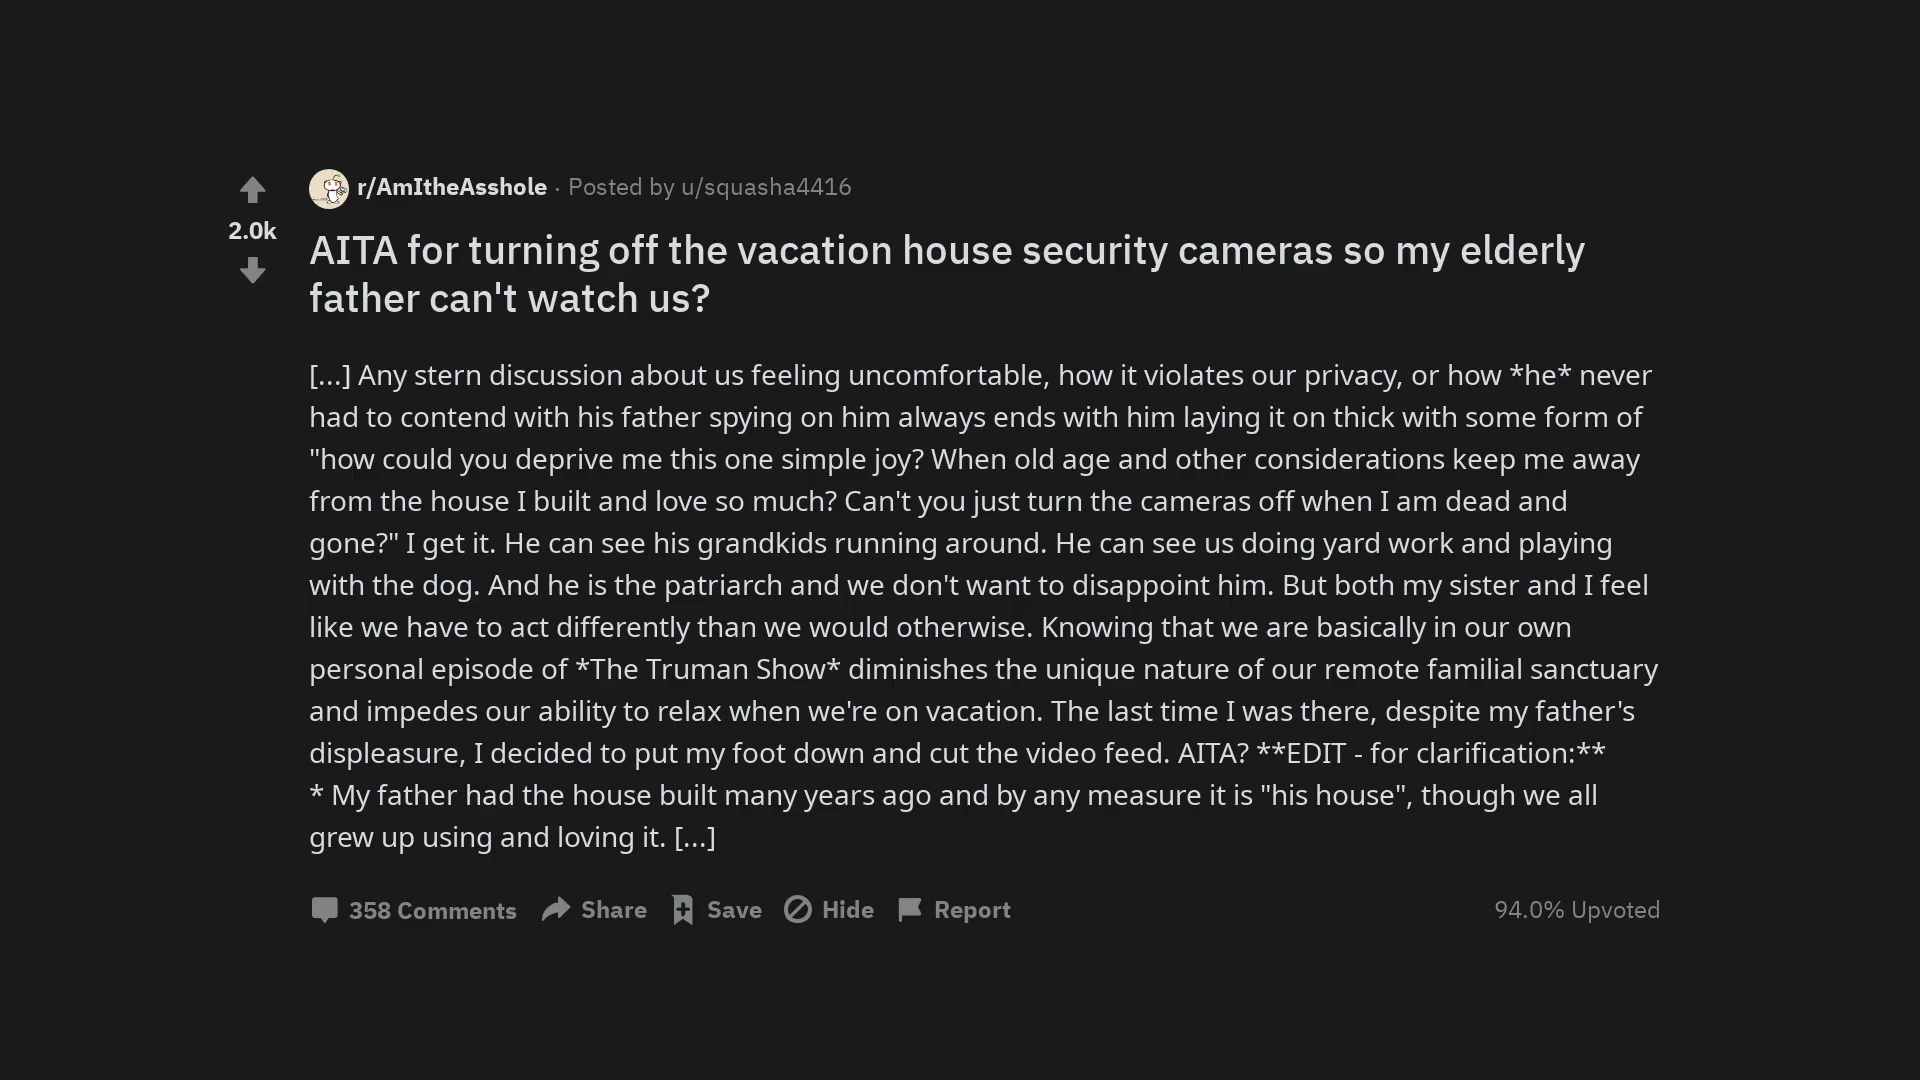 r/AmItheAsshole · Posted by u/squasha4416
2.0k
AITA for turning off the vacation house security cameras so my elderly
father can't watch us?
[...] Any stern discussion about us feeling uncomfortable, how it violates our privacy, or how *he* never
had to contend with his father spying on him always ends with him laying it on thick with some form of
"how could you deprive me this one simple joy? When old age and other considerations keep me away
from the house I built and love so much? Can't you just turn the cameras off when I am dead and
gone?" I get it. He can see his grandkids running around. He can see us doing yard work and playing
with the dog. And he is the patriarch and we don't want to disappoint him. But both my sister and I feel
like we have to act differently than we would otherwise. Knowing that we are basically in our own
personal episode of *The Truman Show* diminishes the unique nature of our remote familial sanctuary
and impedes our ability to relax when we're on vacation. The last time I was there, despite my father's
displeasure, I decided to put my foot down and cut the video feed. AITA? **EDIT - for clarification:**
* My father had the house built many years ago and by any measure it is "his house", though we all
grew up using and loving it. [...]
358 Comments Share Save Hide Report 94.0% Upvoted